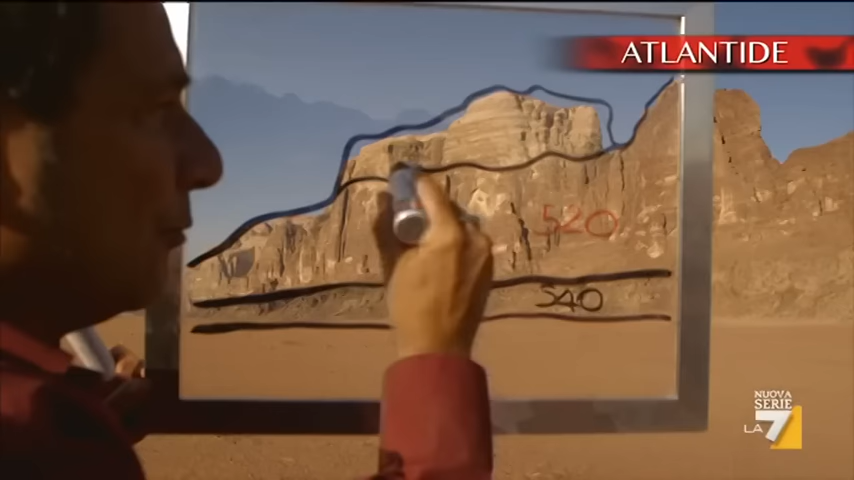 ATLANTIDE
520
540
NUOVA
SERIE
LA7